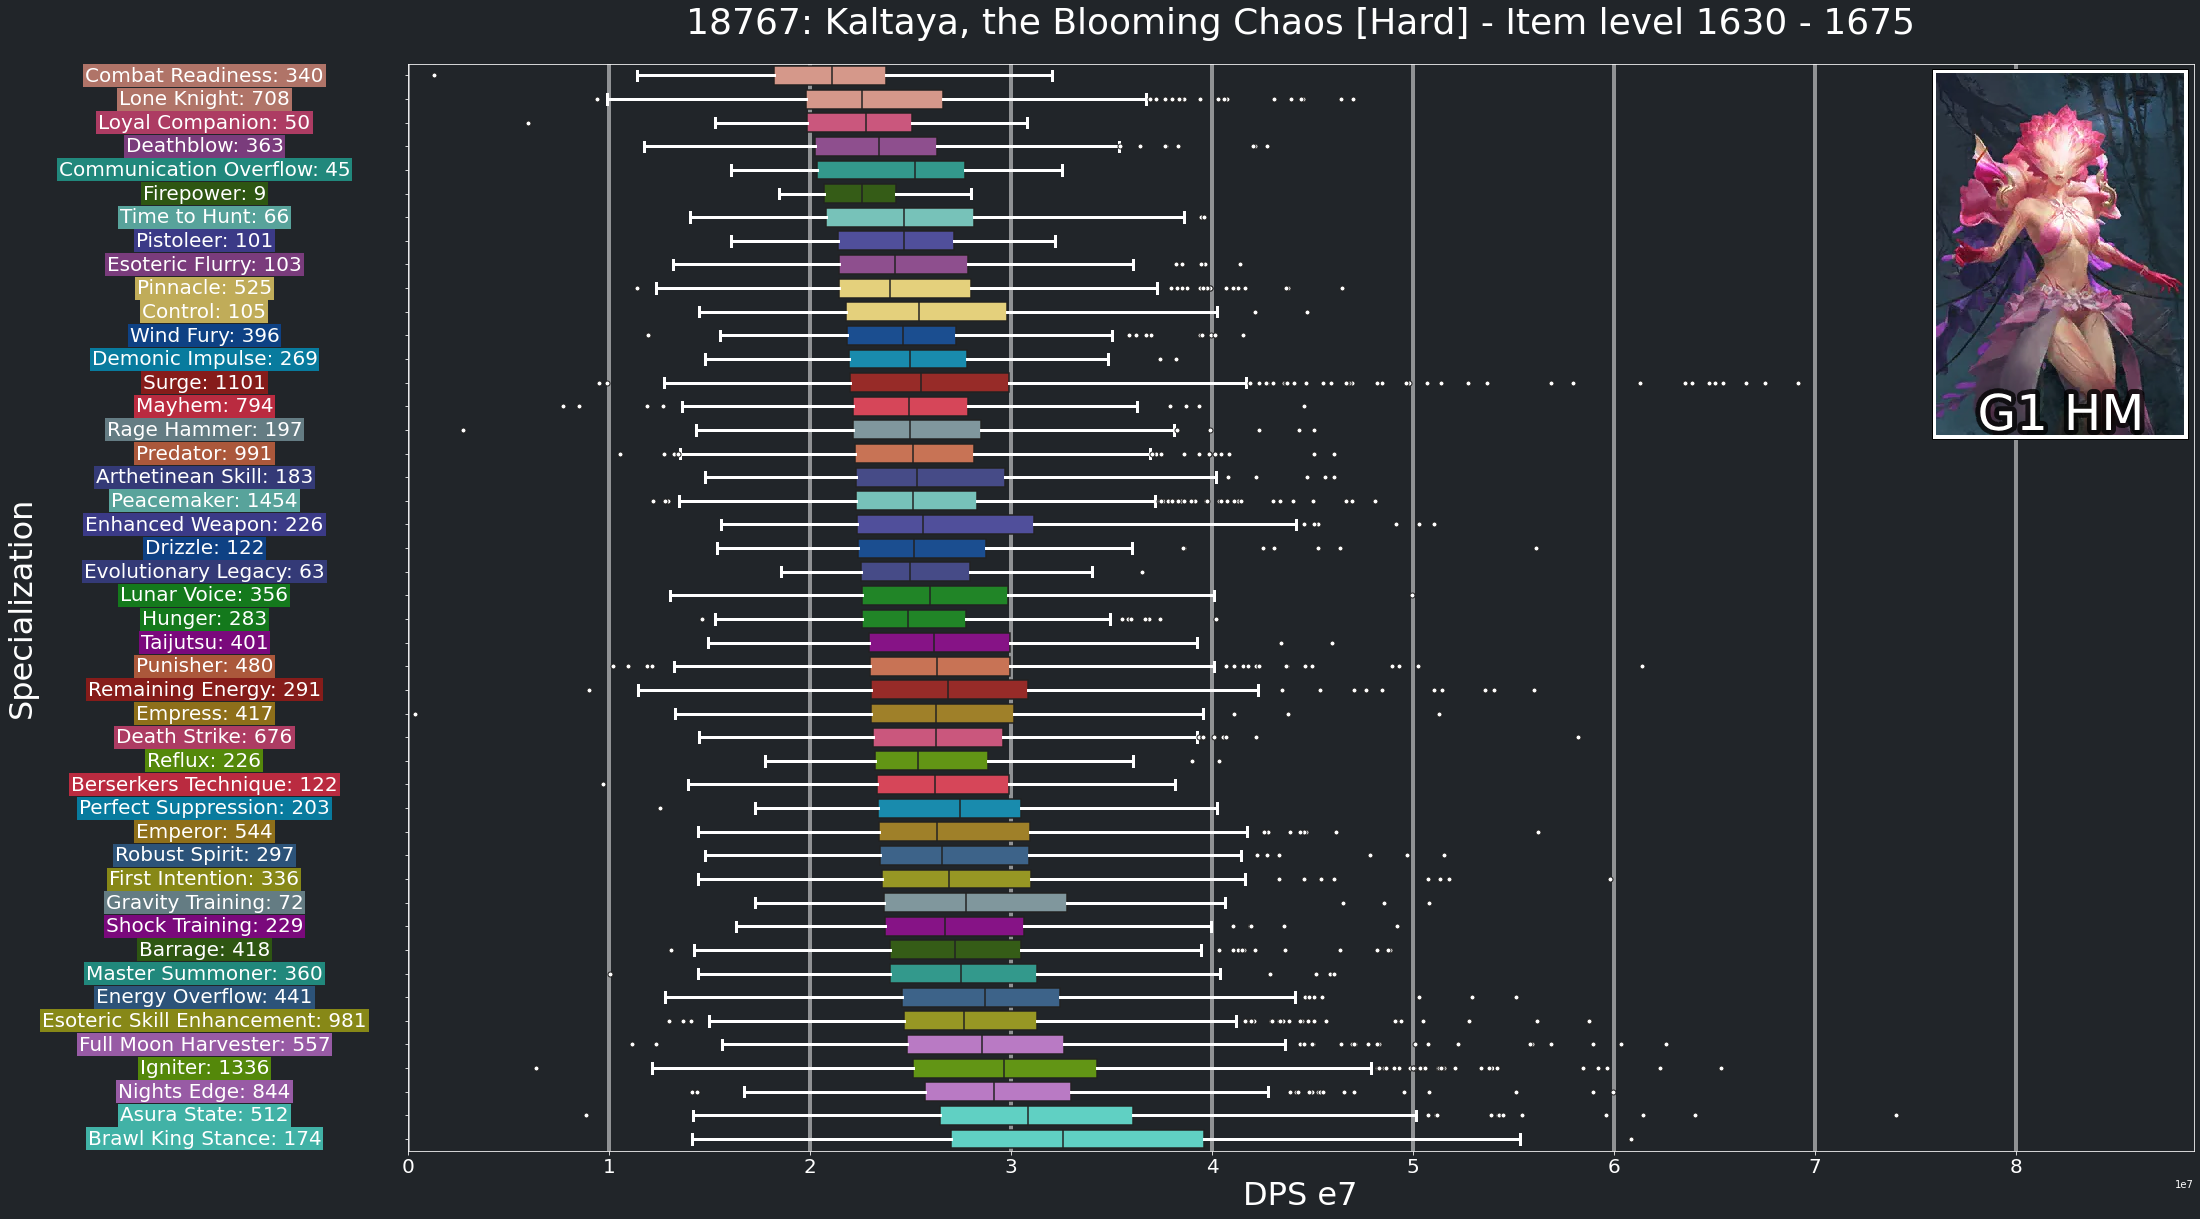 18767: Kaltaya, the Blooming Chaos [Hard] - Item level 1630 - 1675
Combat Readiness: 340
Lone Knight: 708
Loyal Companion: 50
Deathblow: 363
Communication Overflow: 45
Firepower: 9
Time to Hunt: 66
Pistoleer: 101
Esoteric Flurry: 103
Pinnacle: 525
Control: 105
Wind Fury: 396
Demonic Impulse: 269
Surge: 1101
Mayhem: 794
Rage Hammer: 197
Predator: 991
Arthetinean Skill: 183
Peacemaker: 1454
Enhanced Weapon: 226
Drizzle: 122
Evolutionary Legacy: 63
Lunar Voice: 356
Hunger: 283
Taijutsu: 401
Punisher: 480
Remaining Energy: 291
Empress: 417
Death Strike: 676
Reflux: 226
Berserkers Technique: 122
Perfect Suppression: 203
Emperor: 544
Robust Spirit: 297
First Intention: 336
Gravity Training: 72
Shock Training: 229
Barrage: 418
Master Summoner: 360
Energy Overflow: 441
Esoteric Skill Enhancement: 981
Full Moon Harvester: 557
Igniter: 1336
Nights Edge: 844
Asura State: 512
Brawl King Stance: 174
Specialization
G1 HM
0 1 2 3 4 5 6 7 8
DPS e7
1e7